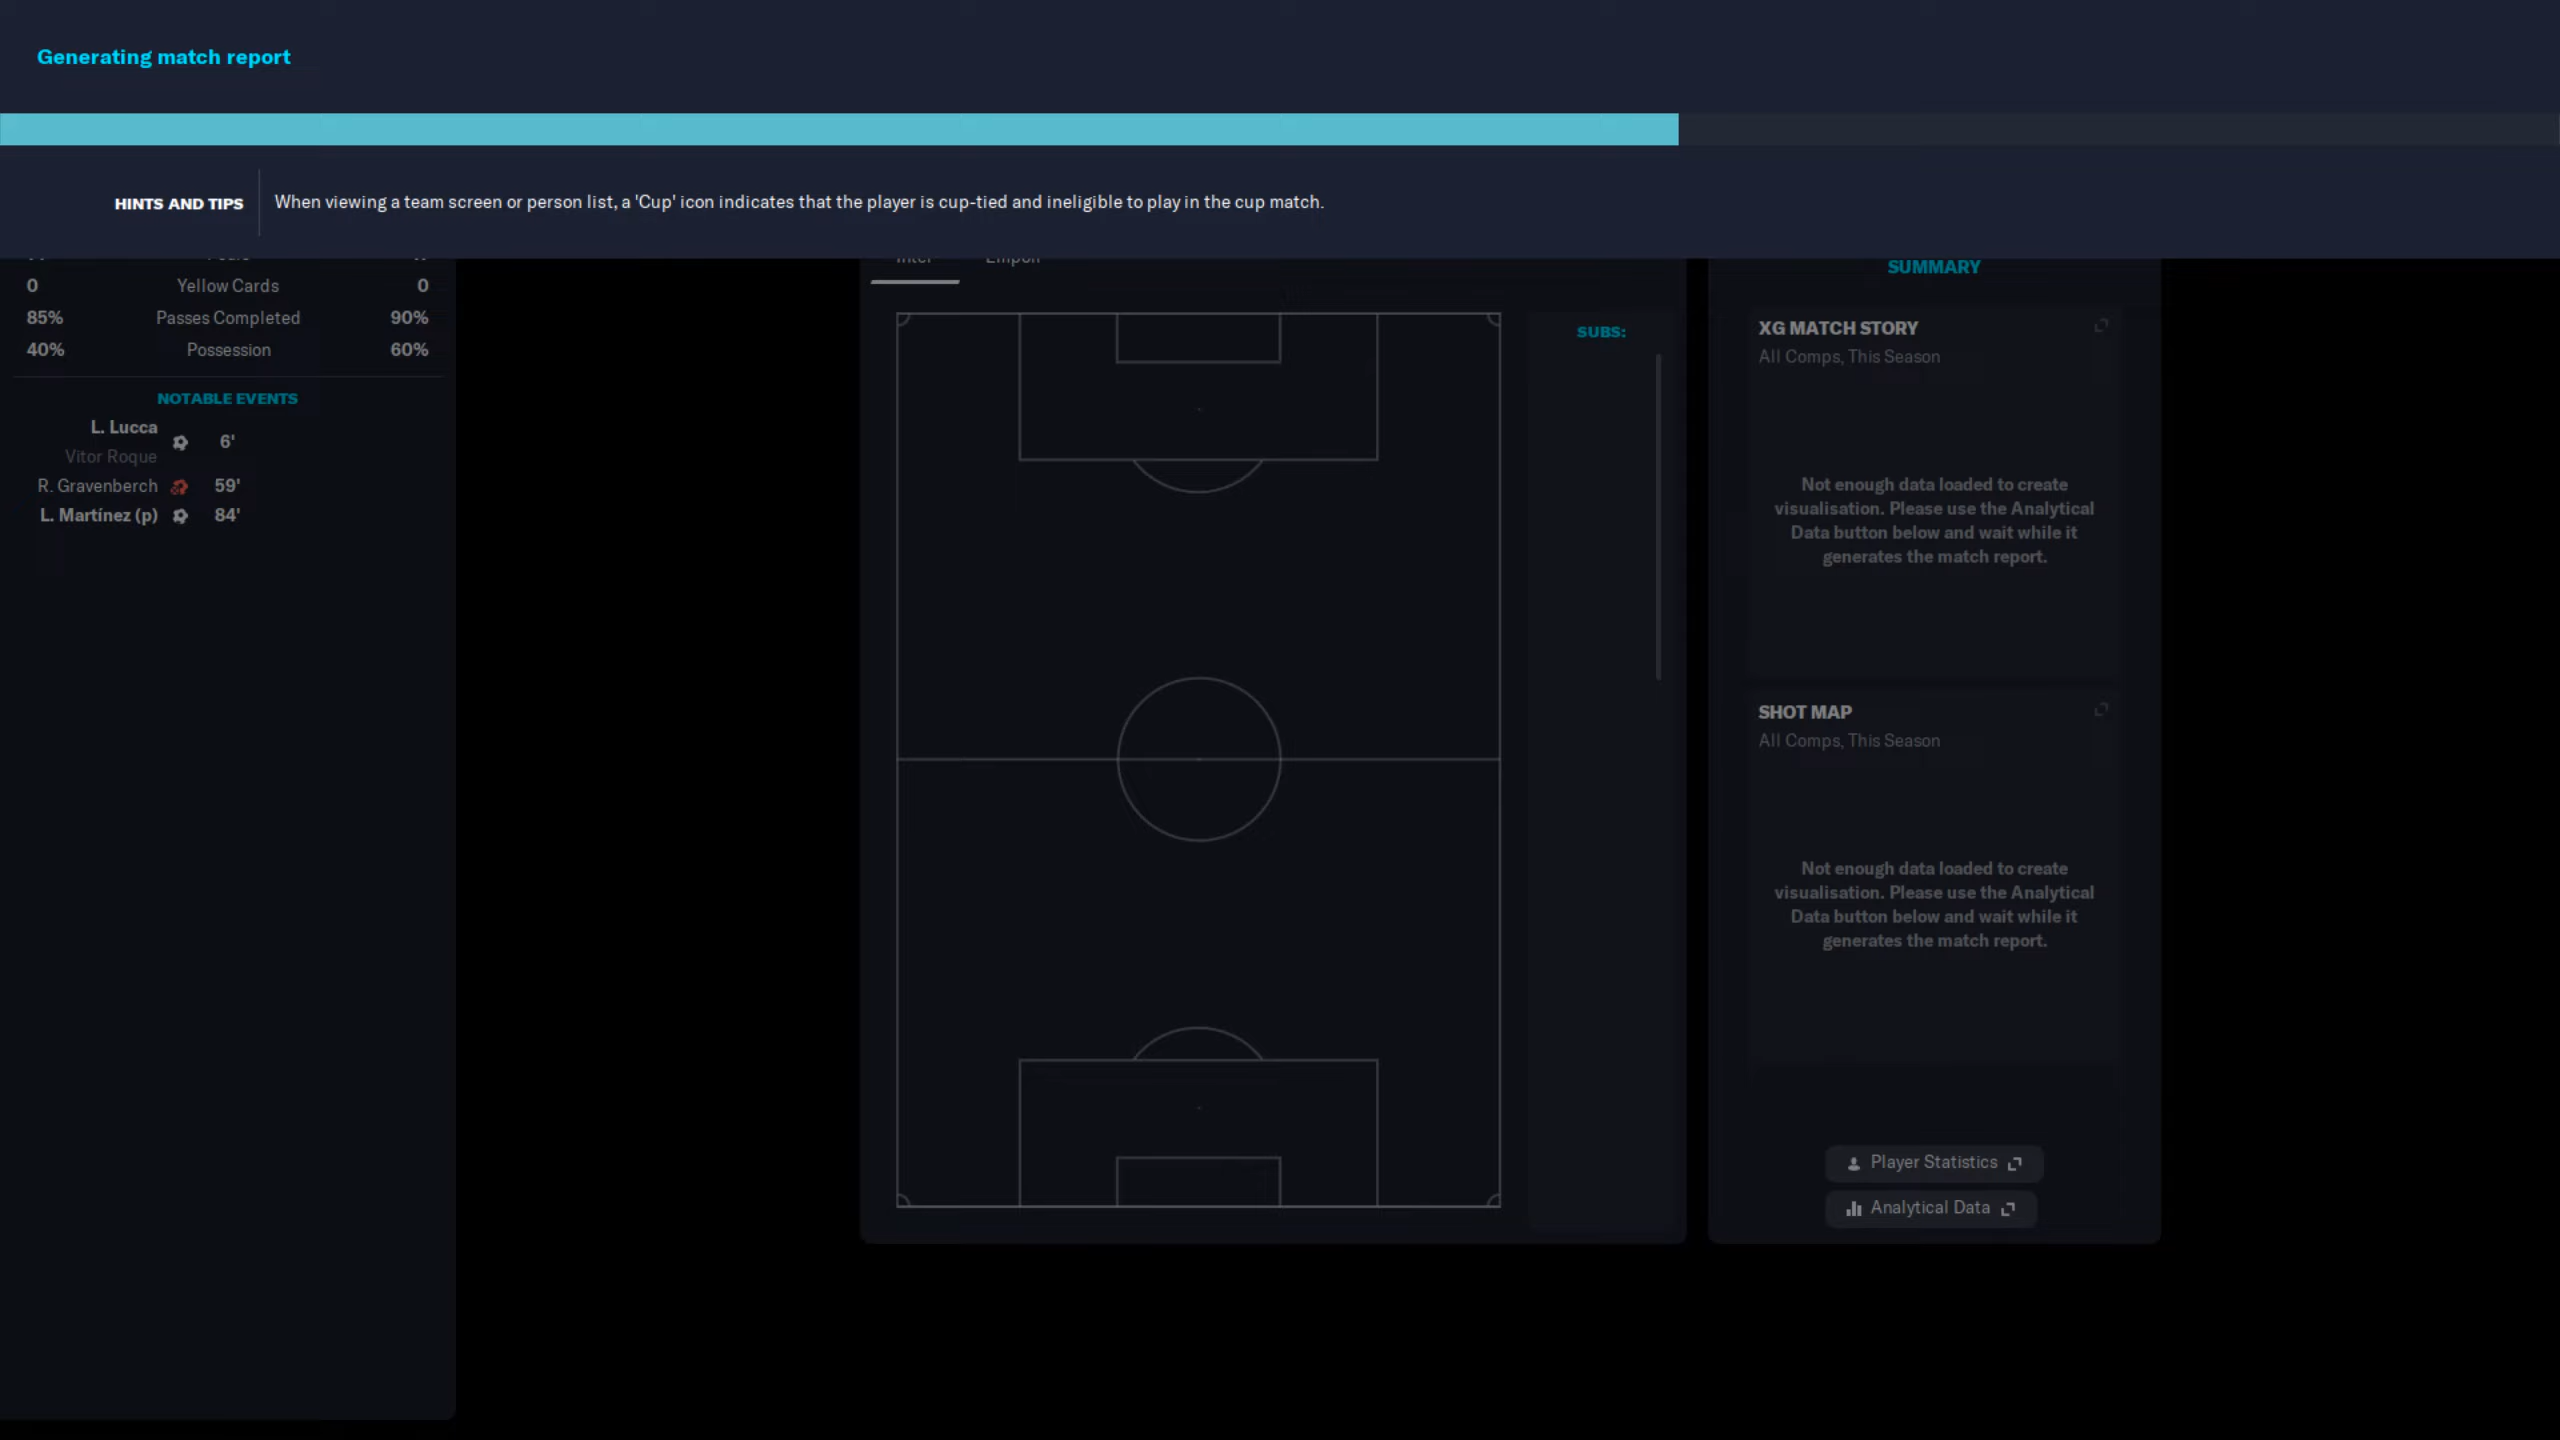 Generating match report
HINTS AND TIPS
When viewing a team screen or person list, a 'Cup' icon indicates that the player is cup-tied and ineligible to play in the cup match.
0 Yellow Cards 0
85% Passes Completed 90%
40% Possession 60%
NOTABLE EVENTS
L. Lucca
Vitor Roque
6'
R. Gravenberch 59'
L. Martínez (p) 84'
Inter Empoli
SUBS:
SUMMARY
XG MATCH STORY
All Comps, This Season
Not enough data loaded to create
visualisation. Please use the Analytical
Data button below and wait while it
generates the match report.
SHOT MAP
All Comps, This Season
Not enough data loaded to create
visualisation. Please use the Analytical
Data button below and wait while it
generates the match report.
Player Statistics
Analytical Data